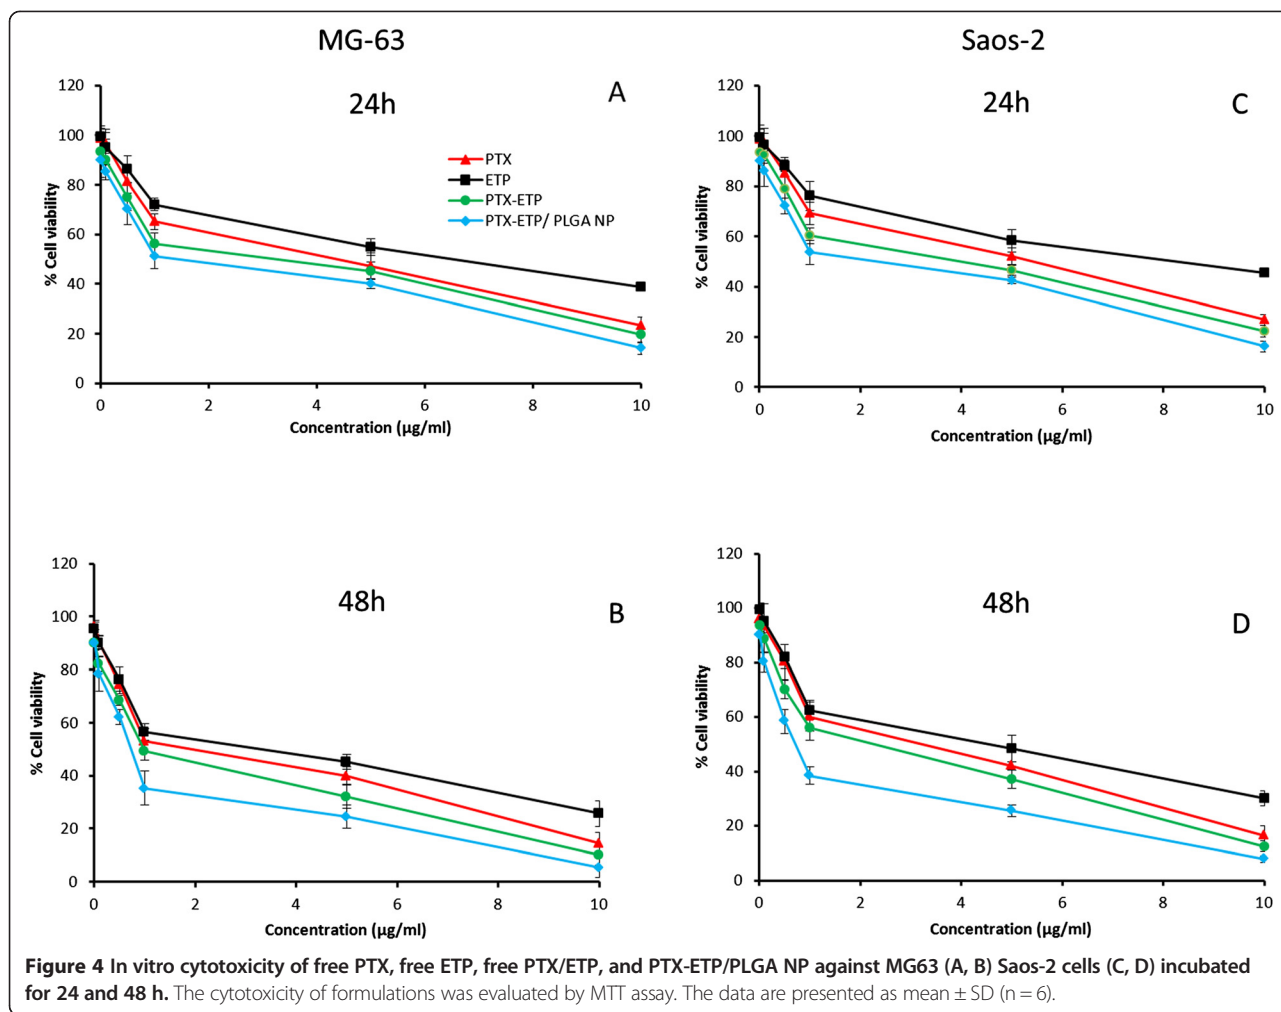 MG-63
Saos-2
120
100
80
60
40
20
0
% Cell viability
24h
A
PTX
ETP
PTX-ETP
PTX-ETP/ PLGA NP
0 2 4 6 8 10
Concentration (µg/ml)
120
100
80
60
40
20
0
% Cell viability
24h
C
0 2 4 6 8 10
Concentration (µg/ml)
120
100
80
60
40
20
0
% Cell viability
48h
B
0 2 4 6 8 10
Concentration (µg/ml)
120
100
80
60
40
20
0
% Cell viability
48h
D
0 2 4 6 8 10
Concentration (µg/ml)
Figure 4 In vitro cytotoxicity of free PTX, free ETP, free PTX/ETP, and PTX-ETP/PLGA NP against MG63 (A, B) Saos-2 cells (C, D) incubated
for 24 and 48 h. The cytotoxicity of formulations was evaluated by MTT assay. The data are presented as mean ± SD (n = 6).